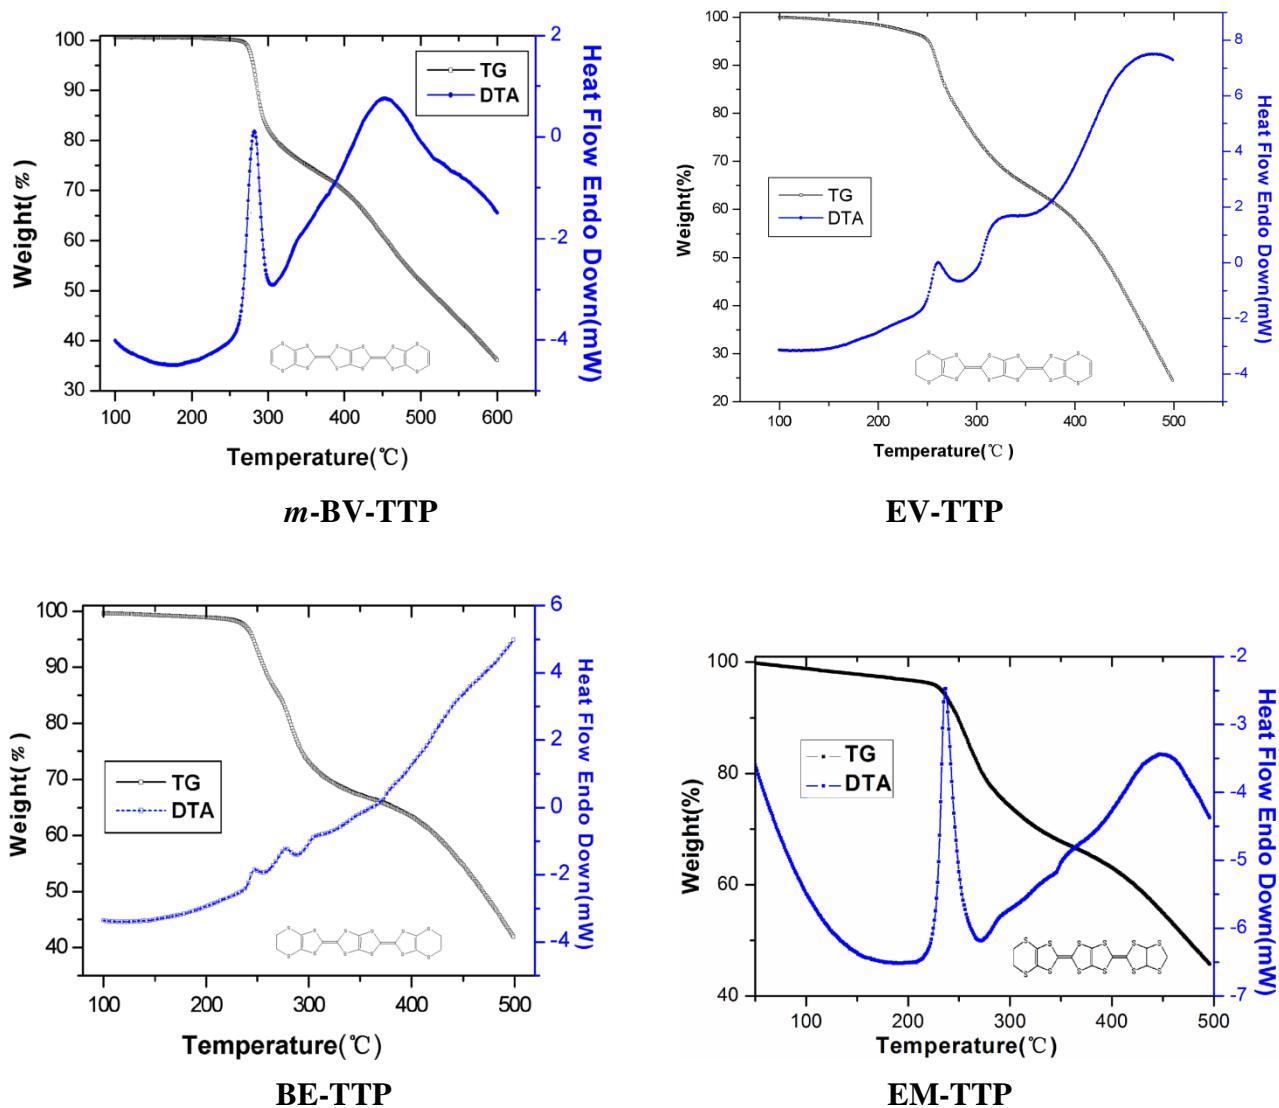 100
90
80
70
60
50
40
30
Weight(%)
100
200
300
400
500
600
Temperature(℃)
2
0
-2
-4
Heat Flow Endo Down(mW)
TG
DTA
S S S S S S
S S S S S S
m-BV-TTP
100
90
80
70
60
50
40
30
20
Weight(%)
100
200
300
400
500
Temperature(℃)
8
6
4
2
0
-2
-4
Heat Flow Endo Down(mW)
TG
DTA
S S S S S S
S S S S S S
EV-TTP
100
90
80
70
60
50
40
Weight(%)
100
200
300
400
500
Temperature(℃)
6
4
2
0
-2
-4
Heat Flow Endo Down(mW)
TG
DTA
S S S S S S
S S S S S S
BE-TTP
100
80
60
40
Weight(%)
100
200
300
400
500
Temperature(℃)
-2
-3
-4
-5
-6
-7
Heat Flow Endo Down(mW)
TG
DTA
S S S S S S
S S S S S S
EM-TTP